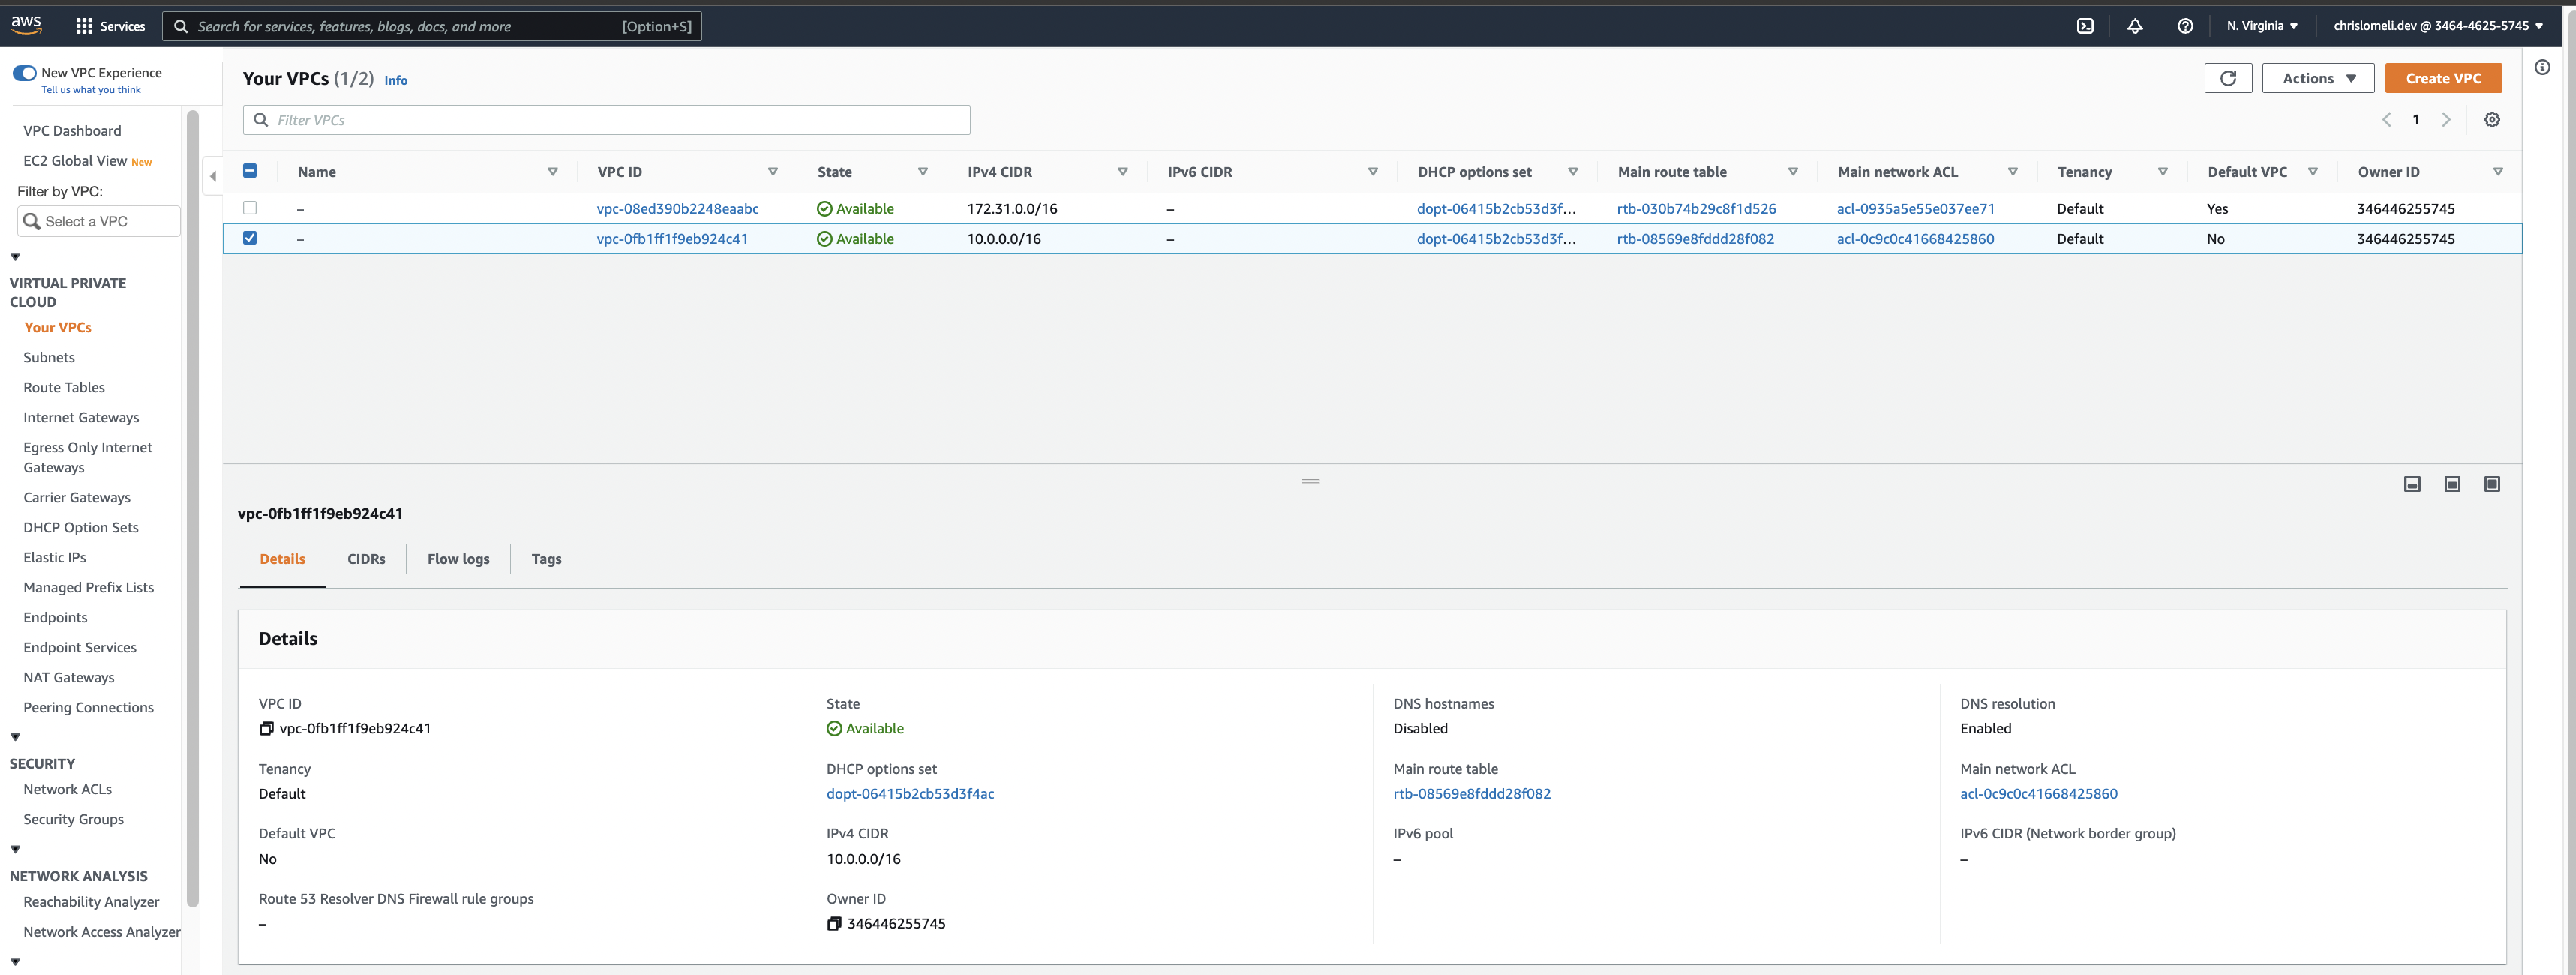 aws
Services
Search for services, features, blogs, docs, and more
[Option+S]
N. Virginia
chrislomeli.dev @ 3464-4625-5745
New VPC Experience
Tell us what you think
VPC Dashboard
EC2 Global View New
Filter by VPC:
Select a VPC
VIRTUAL PRIVATE
CLOUD
Your VPCs
Subnets
Route Tables
Internet Gateways
Egress Only Internet
Gateways
Carrier Gateways
DHCP Option Sets
Elastic IPs
Managed Prefix Lists
Endpoints
Endpoint Services
NAT Gateways
Peering Connections
SECURITY
Network ACLs
Security Groups
NETWORK ANALYSIS
Reachability Analyzer
Network Access Analyzer
Your VPCs (1/2) Info
Actions
Create VPC
Filter VPCs
1
Name VPC ID State IPv4 CIDR IPv6 CIDR DHCP options set Main route table Main network ACL Tenancy Default VPC Owner ID
– vpc-08ed390b2248eaabc Available 172.31.0.0/16 – dopt-06415b2cb53d3f... rtb-030b74b29c8f1d526 acl-0935a5e55e037ee71 Default Yes 346446255745
– vpc-0fb1ff1f9eb924c41 Available 10.0.0.0/16 – dopt-06415b2cb53d3f... rtb-08569e8fddd28f082 acl-0c9c0c41668425860 Default No 346446255745
vpc-0fb1ff1f9eb924c41
Details CIDRs Flow logs Tags
Details
VPC ID
vpc-0fb1ff1f9eb924c41
State
Available
DNS hostnames
Disabled
DNS resolution
Enabled
Tenancy
Default
DHCP options set
dopt-06415b2cb53d3f4ac
Main route table
rtb-08569e8fddd28f082
Main network ACL
acl-0c9c0c41668425860
Default VPC
No
IPv4 CIDR
10.0.0.0/16
IPv6 pool
–
IPv6 CIDR (Network border group)
–
Route 53 Resolver DNS Firewall rule groups
–
Owner ID
346446255745